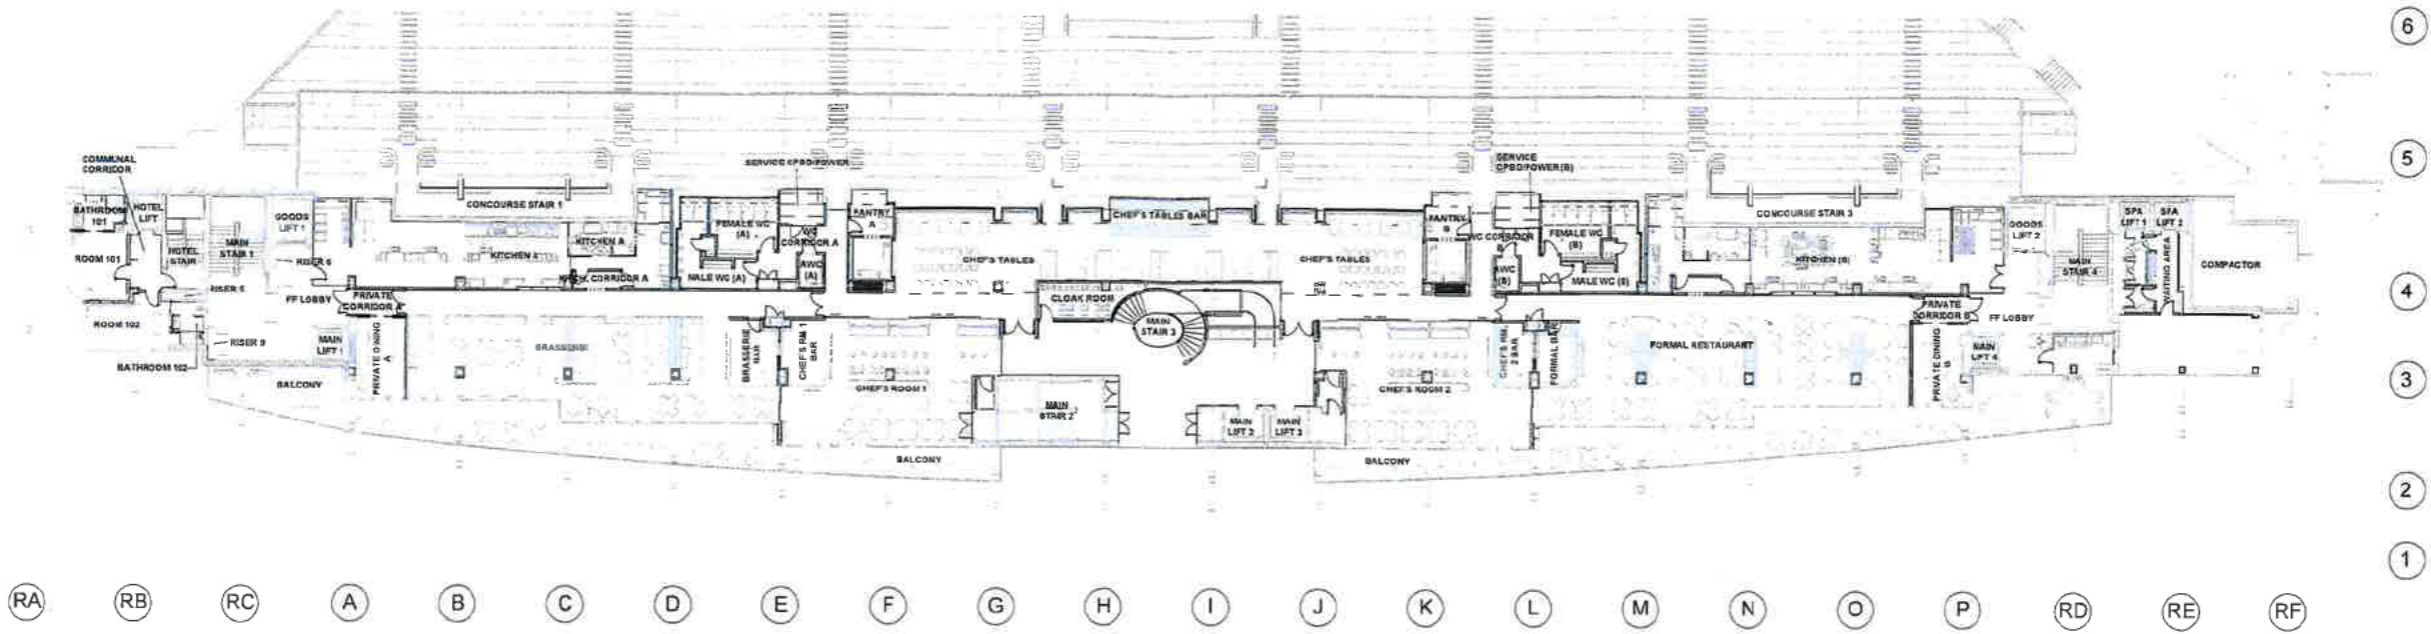 6
COMMUNAL
CORRIDOR
SERVICE CPBD/POWER
SERVICE
CPBD/POWER(B)
5
BATHROOM
101
HOTEL
LIFT
GOODS
LIFT 1
CONCOURSE STAIR 1
PANTRY
A
CHEF'S TABLES BAR
PANTRY
B
CONCOURSE STAIR 3
GOODS
LIFT 2
SPA
LIFT 1
SPA
LIFT 2
ROOM 101
HOTEL
STAIR
MAIN
STAIR 1
RISER 6
KITCHEN A
KITCHEN A
FEMALE WC
(A)
WC
CORRIDOR A
MALE WC (A)
AWC
(A)
CHEF'S TABLES
CHEF'S TABLES
WC CORRIDOR
B
AWC
(B)
FEMALE WC
(B)
MALE WC (B)
KITCHEN (B)
MAIN
STAIR 4
WAITING AREA
COMPACTOR
RISER 5
FF LOBBY
PRIVATE
CORRIDOR A
KITCH. CORRIDOR A
CLOAK ROOM
PRIVATE
CORRIDOR B
FF LOBBY
4
ROOM 102
RISER 9
MAIN
LIFT 1
PRIVATE DINING
A
BRASSERIE
BRASSERIE
BAR
CHEF'S RM 1
BAR
MAIN
STAIR 3
CHEF'S RM.
2 BAR
FORMAL BAR
FORMAL RESTAURANT
PRIVATE DINING
B
MAIN
LIFT 4
BATHROOM 102
BALCONY
CHEF'S ROOM 1
CHEF'S ROOM 2
3
MAIN
STAIR 2
MAIN
LIFT 2
MAIN
LIFT 3
BALCONY
BALCONY
2
1
RA RB RC A B C D E F G H I J K L M N O P RD RE RF